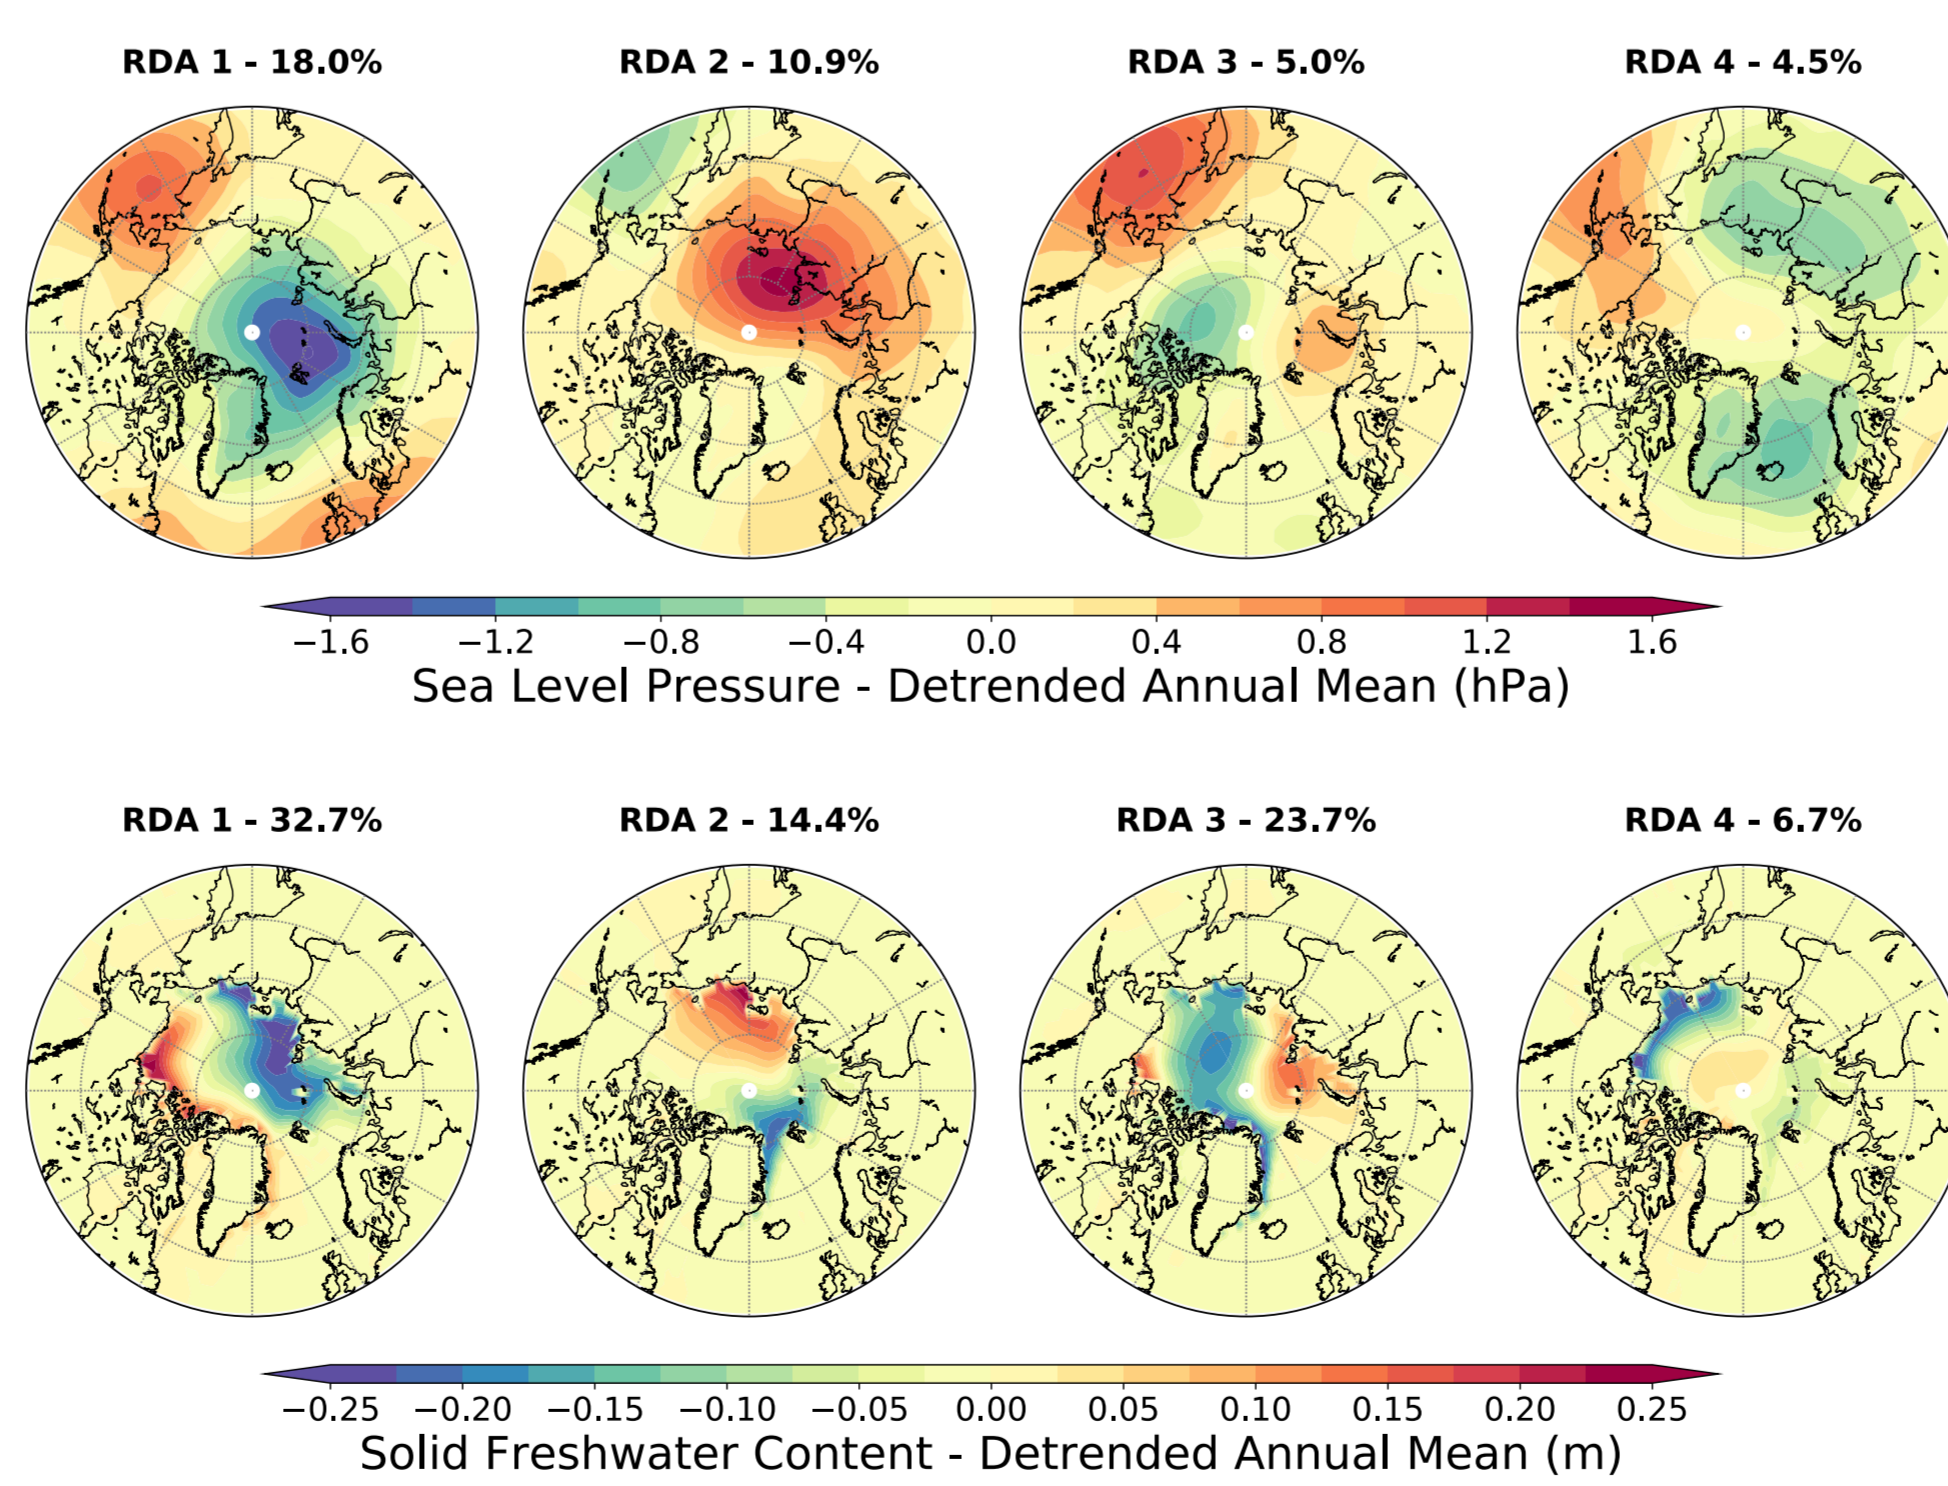 RDA 1 - 18.0% RDA 2 - 10.9% RDA 3 - 5.0% RDA 4 - 4.5%
−1.6 −1.2 −0.8 −0.4 0.0 0.4 0.8 1.2 1.6
Sea Level Pressure - Detrended Annual Mean (hPa)
RDA 1 - 32.7% RDA 2 - 14.4% RDA 3 - 23.7% RDA 4 - 6.7%
−0.25 −0.20 −0.15 −0.10 −0.05 0.00 0.05 0.10 0.15 0.20 0.25
Solid Freshwater Content - Detrended Annual Mean (m)